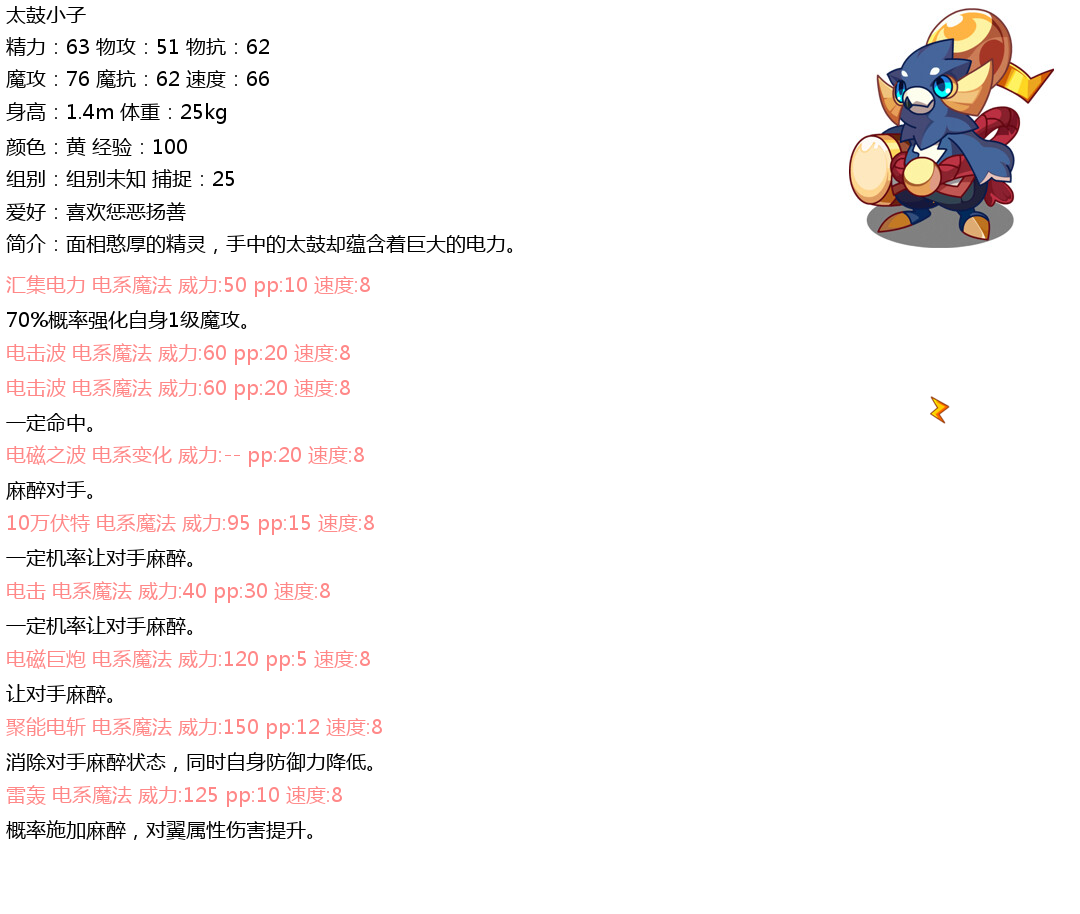 太鼓小子
精力：63 物攻：51 物抗：62
魔攻：76 魔抗：62 速度：66
身高：1.4m 体重：25kg
颜色：黄 经验：100
组别：组别未知 捕捉：25
爱好：喜欢惩恶扬善
简介：面相憨厚的精灵，手中的太鼓却蕴含着巨大的电力。
汇集电力 电系魔法 威力:50 pp:10 速度:8
70%概率强化自身1级魔攻。
电击波 电系魔法 威力:60 pp:20 速度:8
电击波 电系魔法 威力:60 pp:20 速度:8
一定命中。
电磁之波 电系变化 威力:-- pp:20 速度:8
麻醉对手。
10万伏特 电系魔法 威力:95 pp:15 速度:8
一定机率让对手麻醉。
电击 电系魔法 威力:40 pp:30 速度:8
一定机率让对手麻醉。
电磁巨炮 电系魔法 威力:120 pp:5 速度:8
让对手麻醉。
聚能电斩 电系魔法 威力:150 pp:12 速度:8
消除对手麻醉状态，同时自身防御力降低。
雷轰 电系魔法 威力:125 pp:10 速度:8
概率施加麻醉，对翼属性伤害提升。